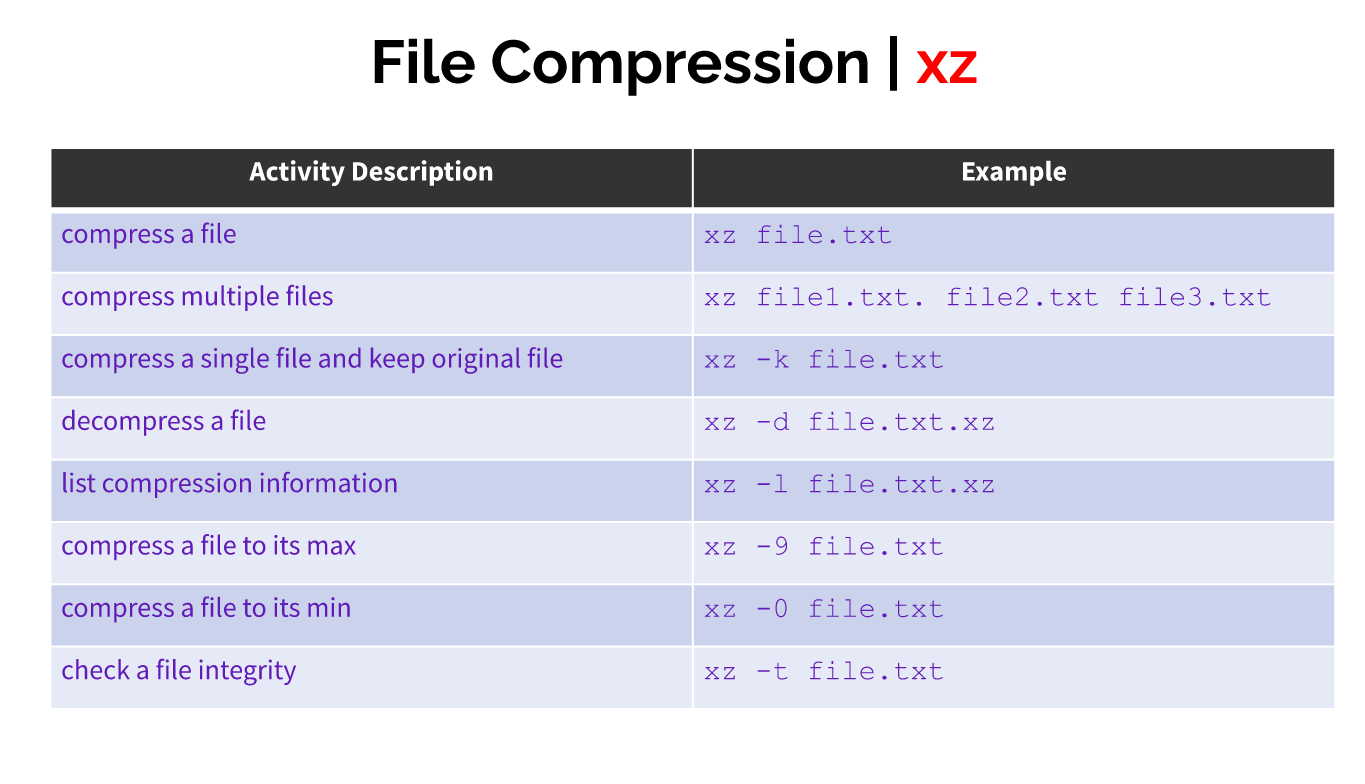 File Compression | xz
Activity Description Example
compress a file xz file.txt
compress multiple files xz file1.txt. file2.txt file3.txt
compress a single file and keep original file xz -k file.txt
decompress a file xz -d file.txt.xz
list compression information xz -l file.txt.xz
compress a file to its max xz -9 file.txt
compress a file to its min xz -0 file.txt
check a file integrity xz -t file.txt